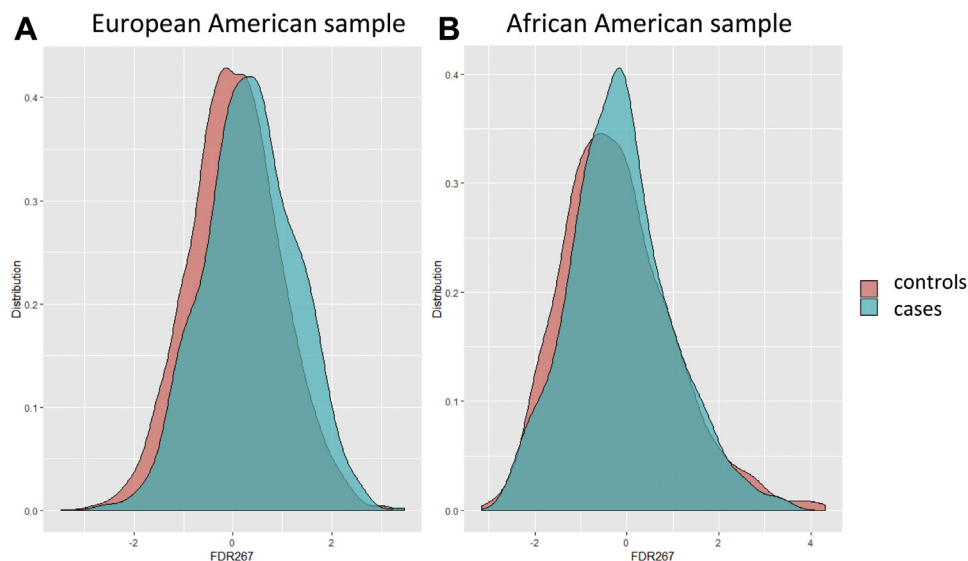 A European American sample
B African American sample
0.4
0.3
0.2
0.1
0.0
Distribution
-2
0
2
FDR267
0.4
0.3
0.2
0.1
0.0
Distribution
-2
0
2
4
FDR267
controls
cases